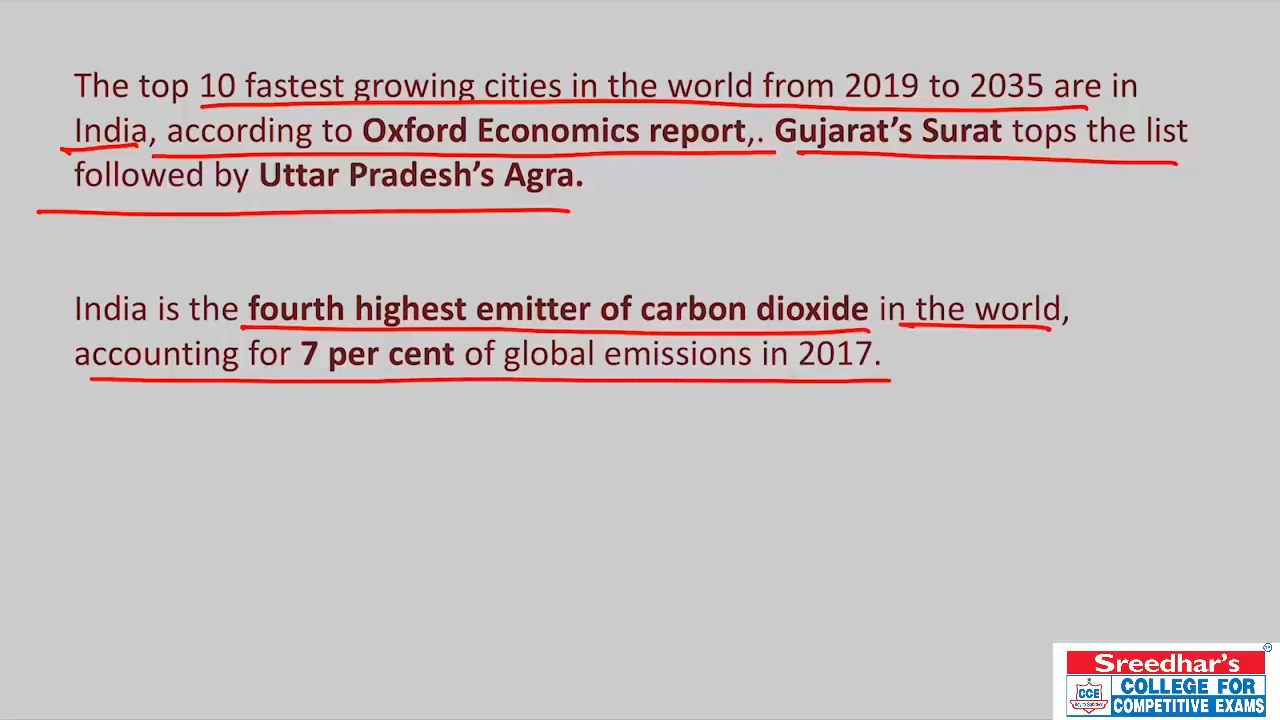 The top 10 fastest growing cities in the world from 2019 to 2035 are in
India, according to Oxford Economics report,. Gujarat's Surat tops the list
followed by Uttar Pradesh's Agra.
India is the fourth highest emitter of carbon dioxide in the world,
accounting for 7 per cent of global emissions in 2017.
Sreedhar's
CCE
COLLEGE FOR
COMPETITIVE EXAMS